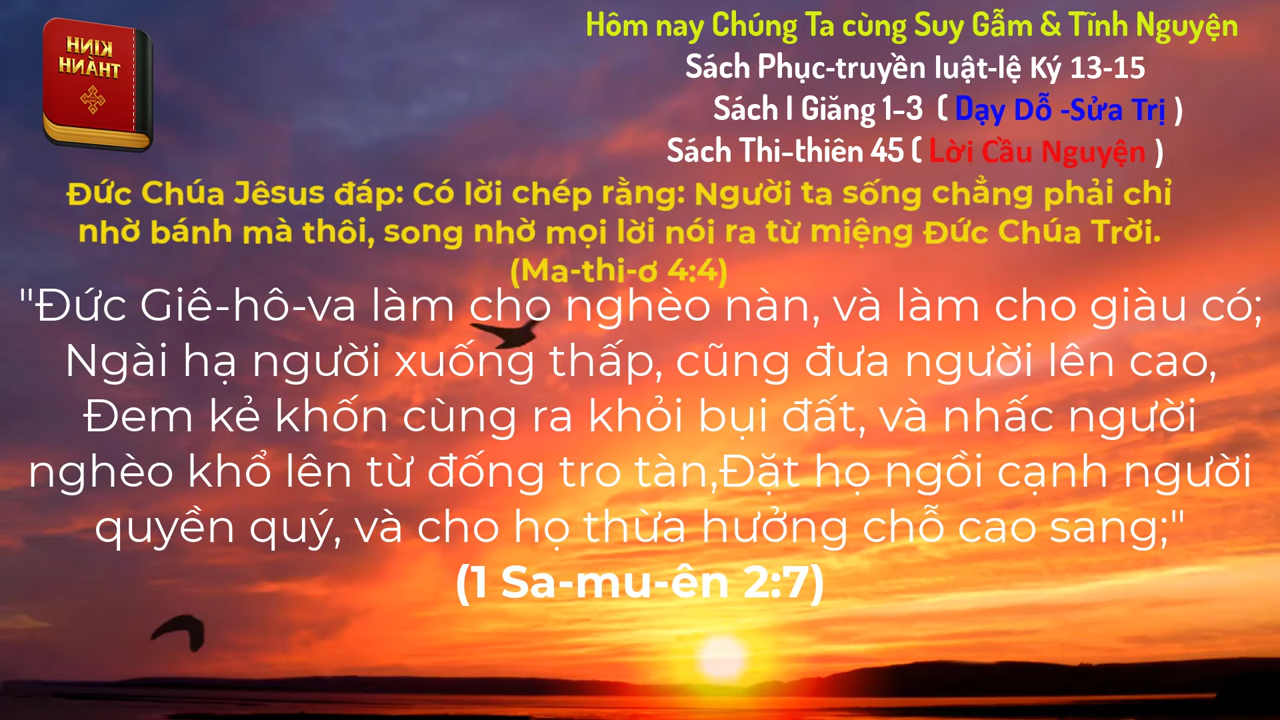 KINH
THÀNH
Hôm nay Chúng Ta cùng Suy Gẫm & Tĩnh Nguyện
Sách Phục-truyền luật-lệ Ký 13-15
Sách I Giăng 1-3 ( Dạy Dỗ -Sửa Trị )
Sách Thi-thiên 45 ( Lời Cầu Nguyện )
Đức Chúa Jêsus đáp: Có lời chép rằng: Người ta sống chẳng phải chỉ
nhờ bánh mà thôi, song nhờ mọi lời nói ra từ miệng Đức Chúa Trời.
(Ma-thi-ơ 4:4)
"Đức Giê-hô-va làm cho nghèo nàn, và làm cho giàu có;
Ngài hạ người xuống thấp, cũng đưa người lên cao,
Đem kẻ khốn cùng ra khỏi bụi đất, và nhấc người
nghèo khổ lên từ đống tro tàn,Đặt họ ngồi cạnh người
quyền quý, và cho họ thừa hưởng chỗ cao sang;"
(1 Sa-mu-ên 2:7)